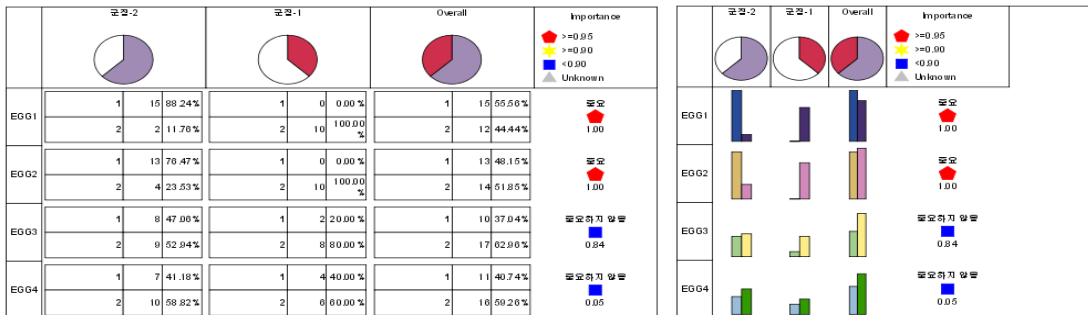 군집-2 군집-1 Overall Importance
>=0.95
>=0.90
<0.90
Unknown
EGG1
1 15 88.24% 1 0 0.00% 1 15 55.56% 중요
2 2 11.76% 2 10 100.00% 2 12 44.44% 1.00
EGG2
1 13 76.47% 1 0 0.00% 1 13 48.15% 중요
2 4 23.53% 2 10 100.00% 2 14 51.85% 1.00
EGG3
1 8 47.06% 1 2 20.00% 1 10 37.04% 중요하지 않음
2 9 52.94% 2 8 80.00% 2 17 62.96% 0.84
EGG4
1 7 41.18% 1 4 40.00% 1 11 40.74% 중요하지 않음
2 10 58.82% 2 6 60.00% 2 16 59.26% 0.05
군집-2 군집-1 Overall Importance
>=0.95
>=0.90
<0.90
Unknown
EGG1 중요
1.00
EGG2 중요
1.00
EGG3 중요하지 않음
0.84
EGG4 중요하지 않음
0.05